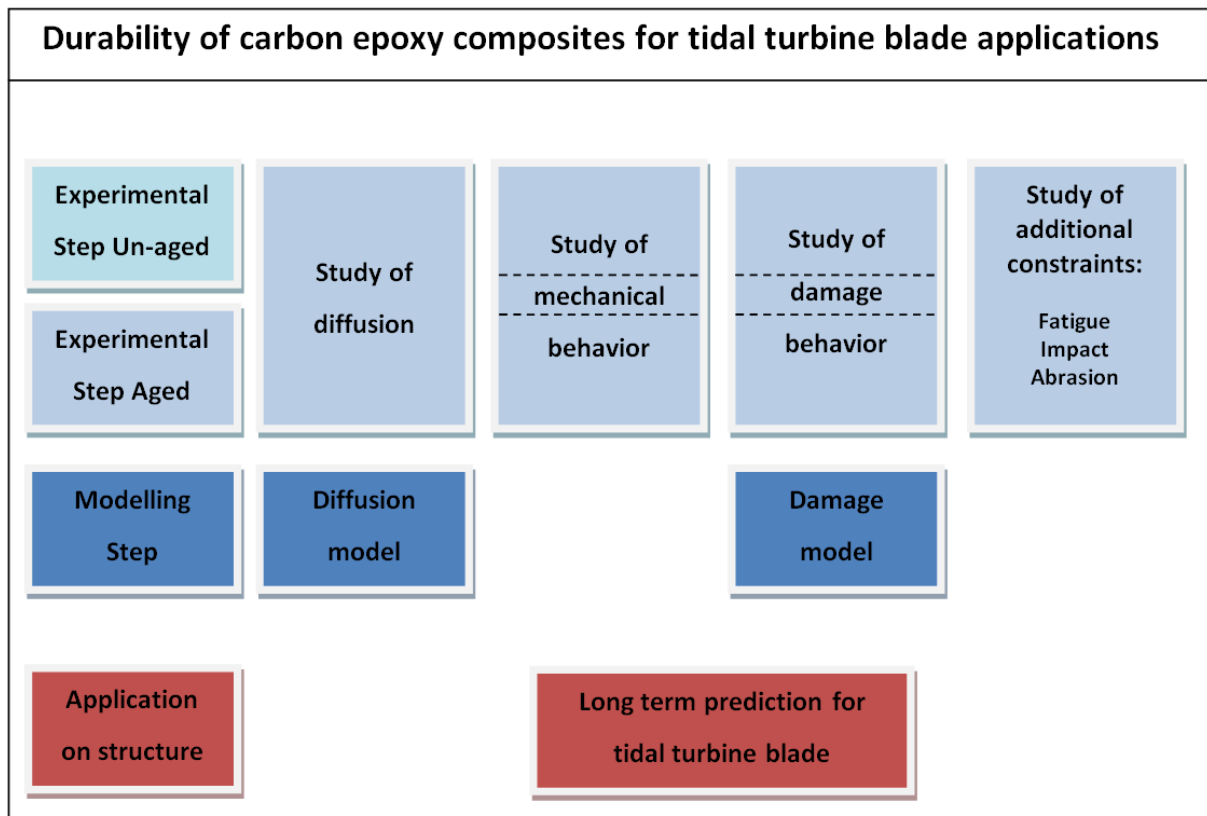 Durability of carbon epoxy composites for tidal turbine blade applications
Experimental
Step Un-aged
Experimental
Step Aged
Study of
diffusion
Study of
mechanical
behavior
Study of
damage
behavior
Study of
additional
constraints:
Fatigue
Impact
Abrasion
Modelling
Step
Diffusion
model
Damage
model
Application
on structure
Long term prediction for
tidal turbine blade